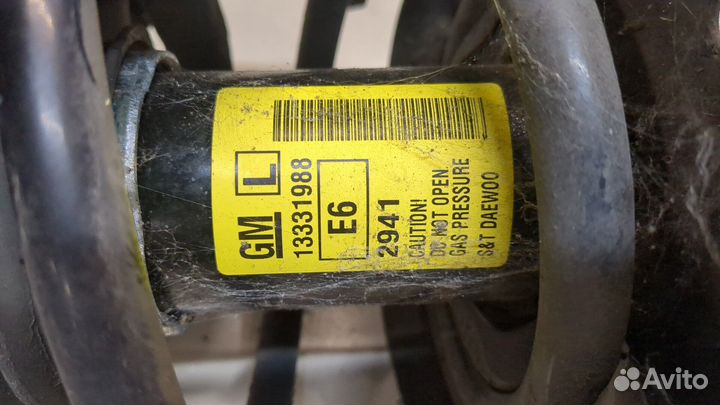 GM L
13331988
E6
2941
CAUTION!
DO NOT OPEN
GAS PRESSURE
S&T DAEWOO
Avito